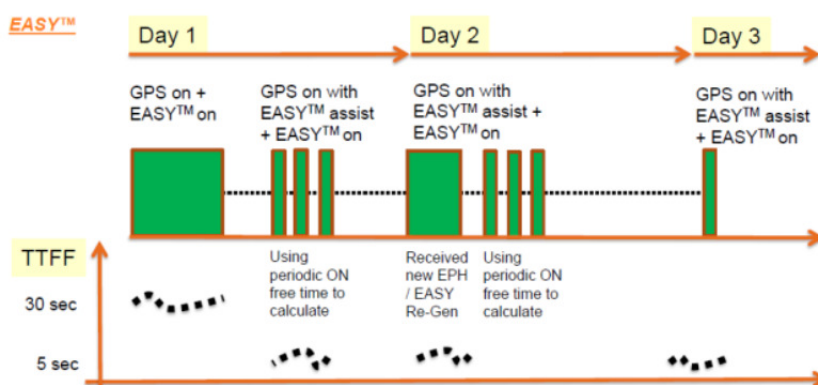 EASY™
Day 1
Day 2
Day 3
GPS on +
EASY™ on
GPS on with
EASY™ assist
+ EASY™ on
GPS on with
EASY™ assist +
EASY™ on
GPS on with
EASY™ assist
+ EASY™ on
TTFF
30 sec
5 sec
Using
periodic ON
free time to
calculate
Received
new EPH
/ EASY
Re-Gen
Using
periodic ON
free time to
calculate